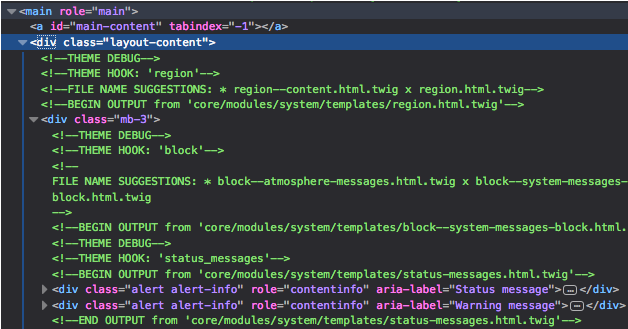 <main role="main">
<a id="main-content" tabindex="-1"></a>
<div class="layout-content">
<!--THEME DEBUG-->
<!--THEME HOOK: 'region'-->
<!--FILE NAME SUGGESTIONS: * region--content.html.twig x region.html.twig-->
<!--BEGIN OUTPUT from 'core/modules/system/templates/region.html.twig'-->
<div class="mb-3">
<!--THEME DEBUG-->
<!--THEME HOOK: 'block'-->
<!--
FILE NAME SUGGESTIONS: * block--atmosphere-messages.html.twig x block--system-messages-
block.html.twig
-->
<!--BEGIN OUTPUT from 'core/modules/system/templates/block--system-messages-block.html.
<!--THEME DEBUG-->
<!--THEME HOOK: 'status_messages'-->
<!--BEGIN OUTPUT from 'core/modules/system/templates/status-messages.html.twig'-->
<div class="alert alert-info" role="contentinfo" aria-label="Status message">…</div>
<div class="alert alert-info" role="contentinfo" aria-label="Warning message">…</div>
<!--END OUTPUT from 'core/modules/system/templates/status-messages.html.twig'-->